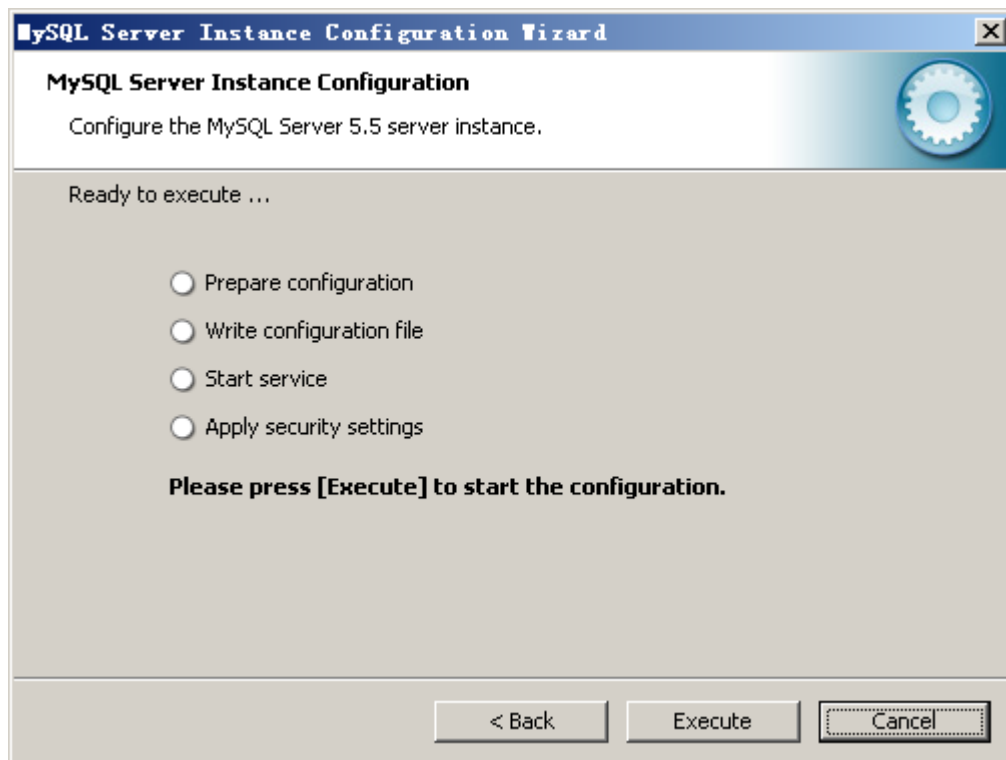 MySQL Server Instance Configuration Wizard
MySQL Server Instance Configuration
Configure the MySQL Server 5.5 server instance.
Ready to execute ...
Prepare configuration
Write configuration file
Start service
Apply security settings
Please press [Execute] to start the configuration.
< Back
Execute
Cancel